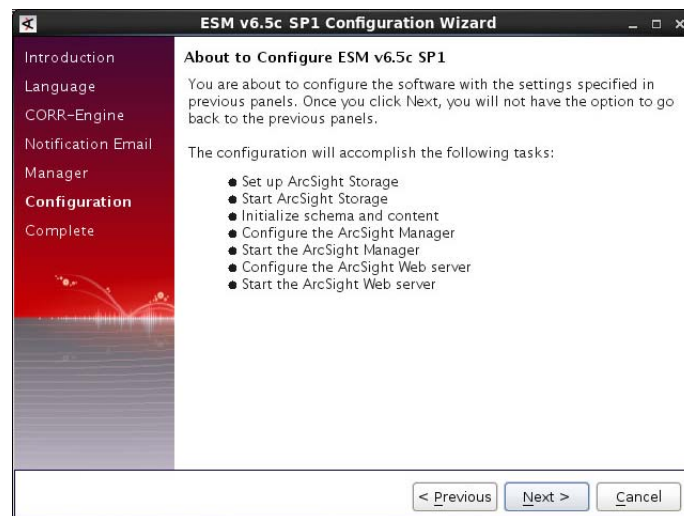 ESM v6.5c SP1 Configuration Wizard
Introduction
Language
CORR-Engine
Notification Email
Manager
Configuration
Complete
About to Configure ESM v6.5c SP1
You are about to configure the software with the settings specified in
previous panels. Once you click Next, you will not have the option to go
back to the previous panels.
The configuration will accomplish the following tasks:
● Set up ArcSight Storage
● Start ArcSight Storage
● Initialize schema and content
● Configure the ArcSight Manager
● Start the ArcSight Manager
● Configure the ArcSight Web server
● Start the ArcSight Web server
< Previous
Next >
Cancel